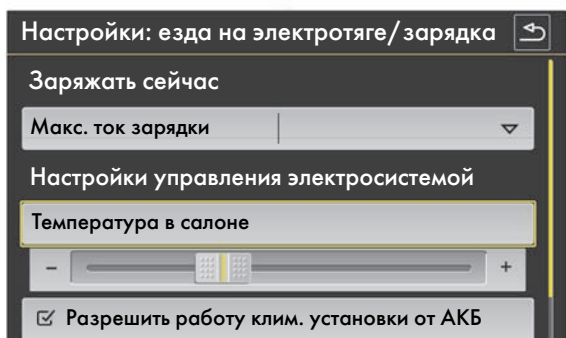 Настройки: езда на электротяге/зарядка
Заряжать сейчас
Макс. ток зарядки
Настройки управления электросистемой
Температура в салоне
- +
Разрешить работу клим. установки от АКБ